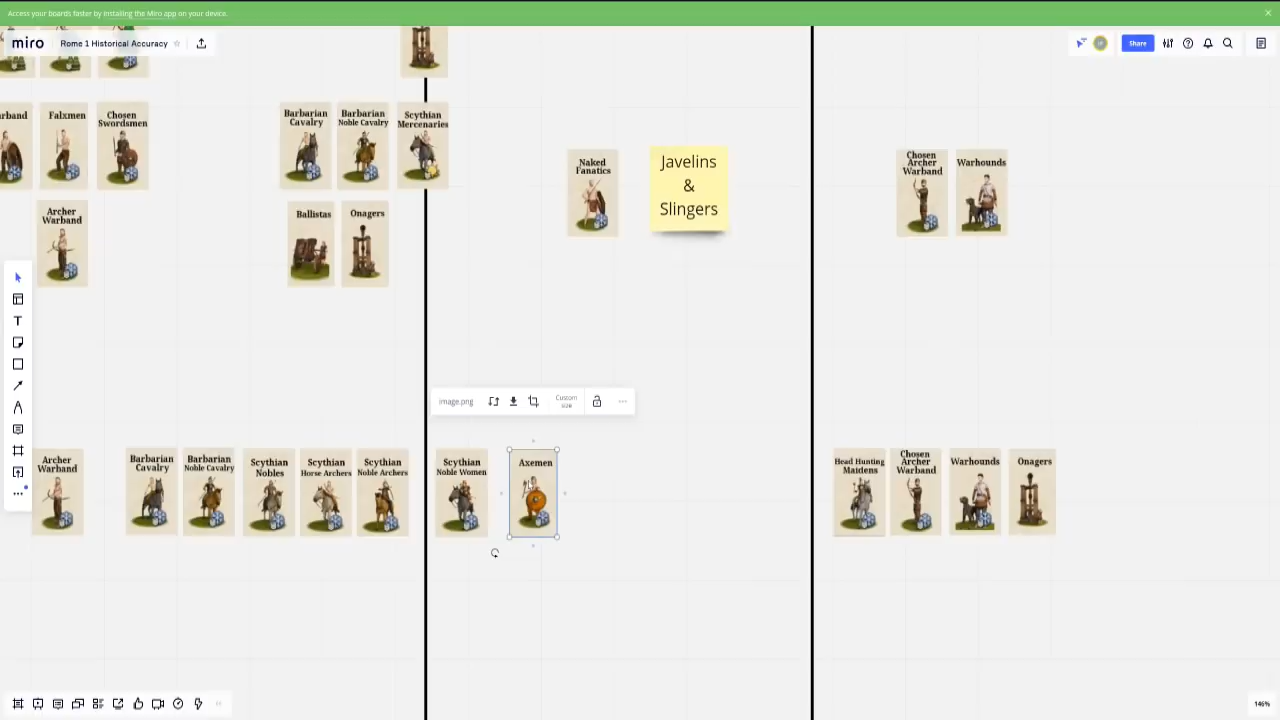 Access your boards faster by installing the Miro app on your device.
miro
Rome 1 Historical Accuracy
Share
Falxmen
Chosen
Swordsmen
Barbarian
Cavalry
Barbarian
Noble Cavalry
Scythian
Mercenaries
Naked
Fanatics
Javelins
&
Slingers
Chosen
Archer
Warband
Warhounds
Archer
Warband
Ballistas
Onagers
image.png
Custom
size
Archer
Warband
Barbarian
Cavalry
Barbarian
Noble Cavalry
Scythian
Nobles
Scythian
Horse Archers
Scythian
Noble Archers
Scythian
Noble Women
Axemen
Head Hunting
Maidens
Chosen
Archer
Warband
Warhounds
Onagers
146%